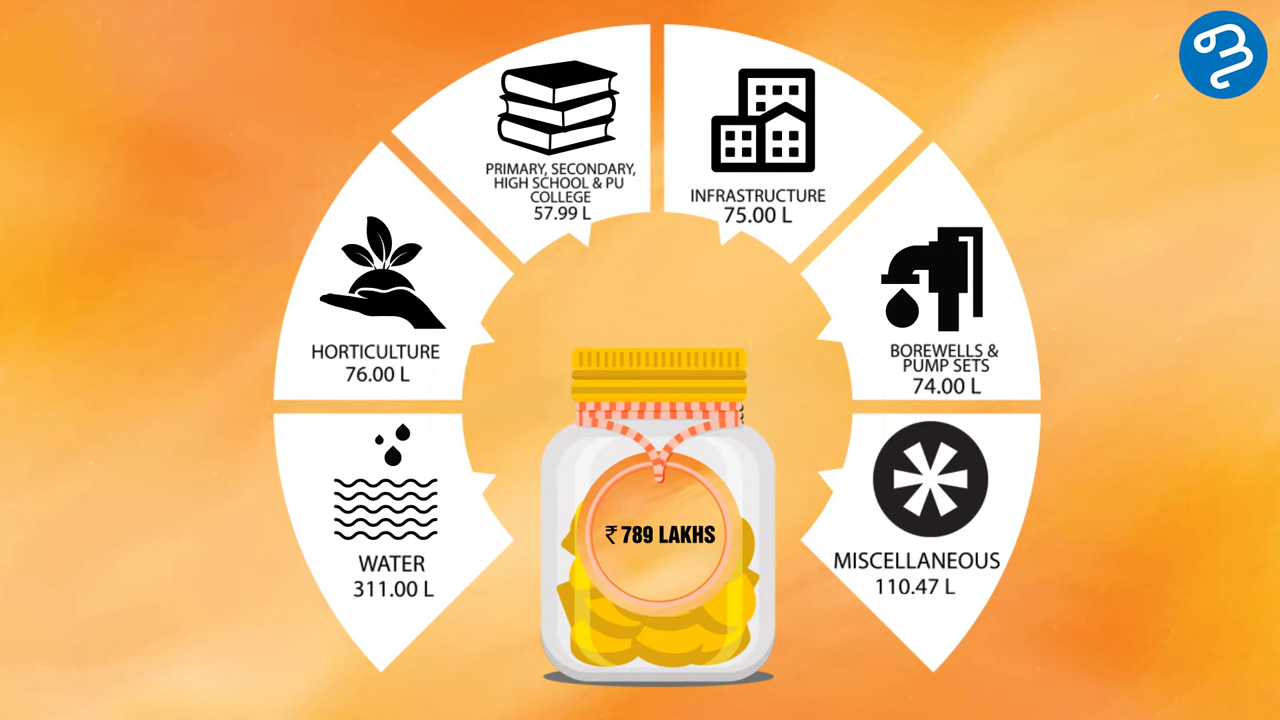 PRIMARY, SECONDARY,
HIGH SCHOOL & PU
COLLEGE
57.99 L
INFRASTRUCTURE
75.00 L
HORTICULTURE
76.00 L
BOREWELLS &
PUMP SETS
74.00 L
WATER
311.00 L
₹ 789 LAKHS
MISCELLANEOUS
110.47 L